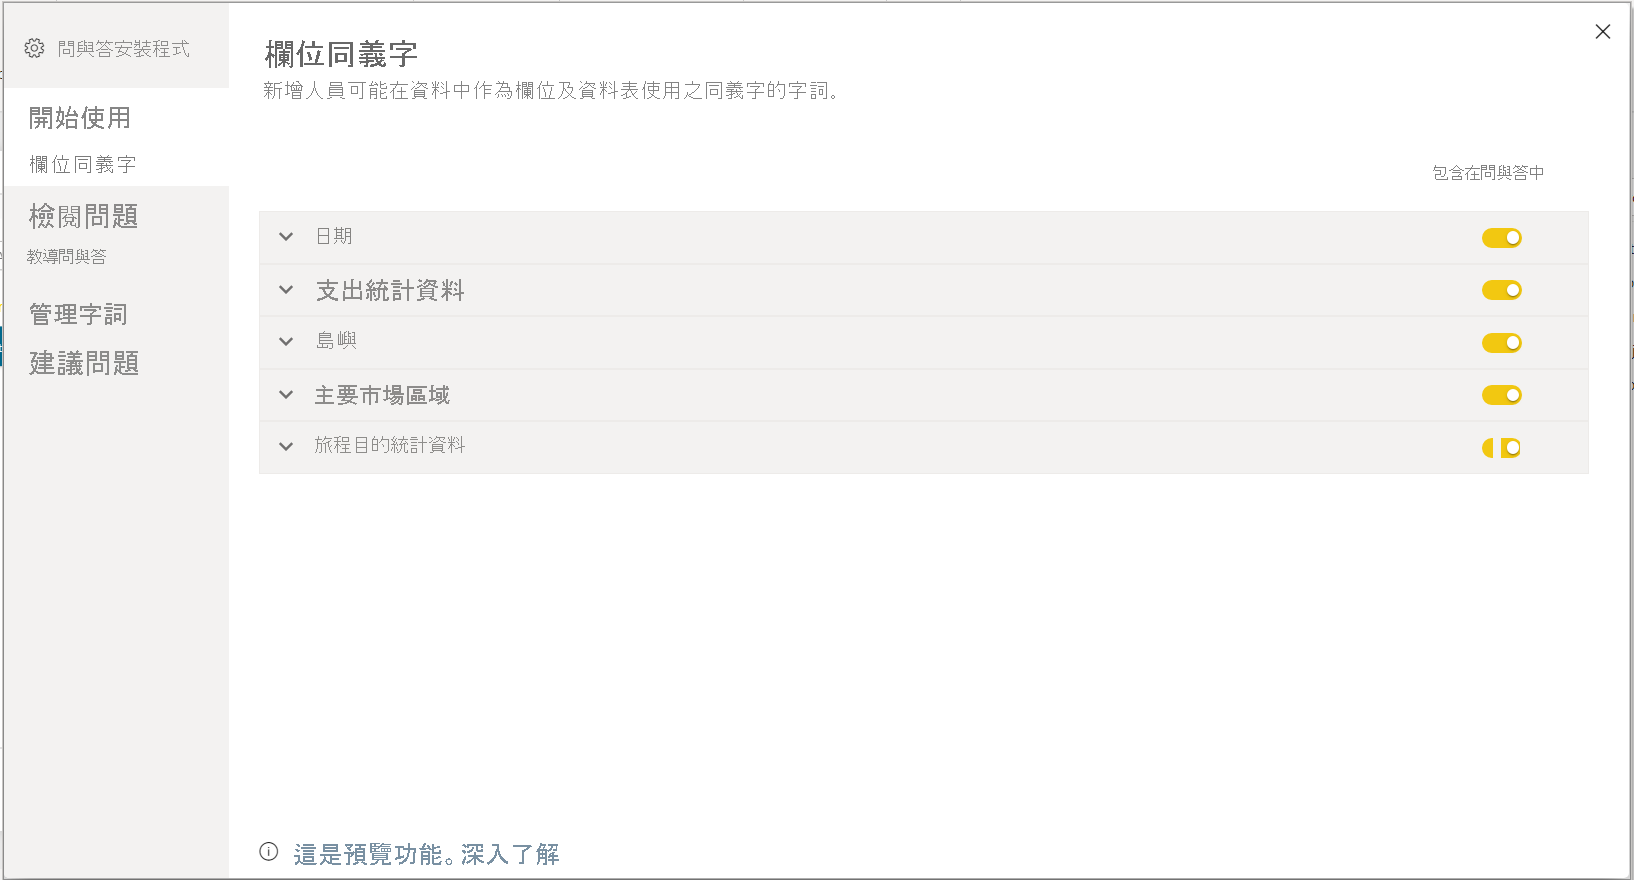 問與答安裝程式
開始使用
欄位同義字
檢閱問題
教導問與答
管理字詞
建議問題
欄位同義字
新增人員可能在資料中作為欄位及資料表使用之同義字的字詞。
包含在問與答中
日期
支出統計資料
島嶼
主要市場區域
旅程目的統計資料
這是預覽功能。深入了解